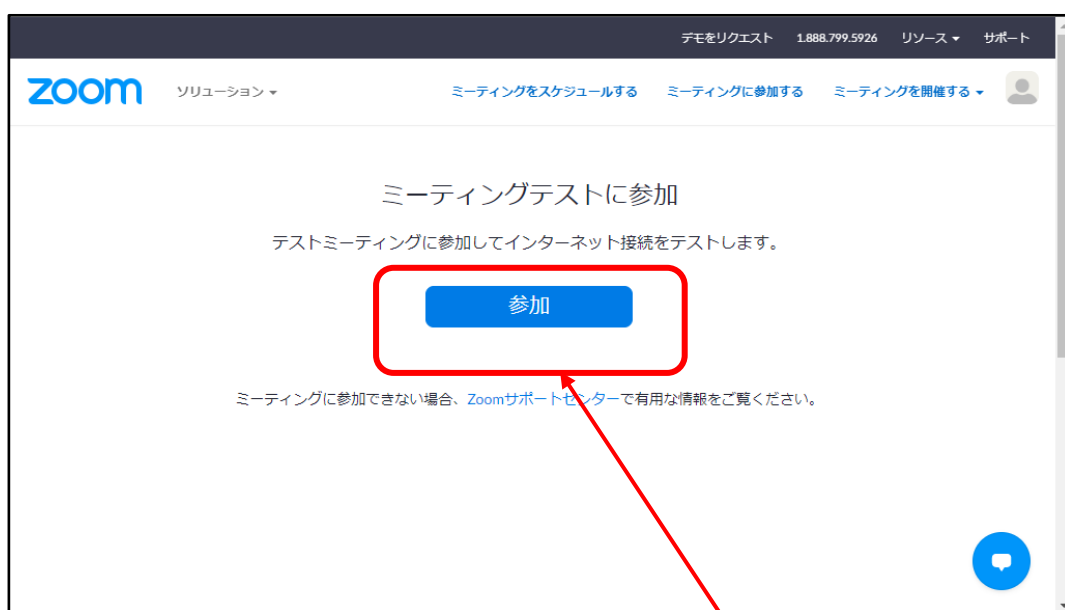 デモをリクエスト 1.888.799.5926 リソース サポート
zoom ソリューション ミーティングをスケジュールする ミーティングに参加する ミーティングを開催する
ミーティングテストに参加
テストミーティングに参加してインターネット接続をテストします。
参加
ミーティングに参加できない場合、Zoomサポートセンターで有用な情報をご覧ください。